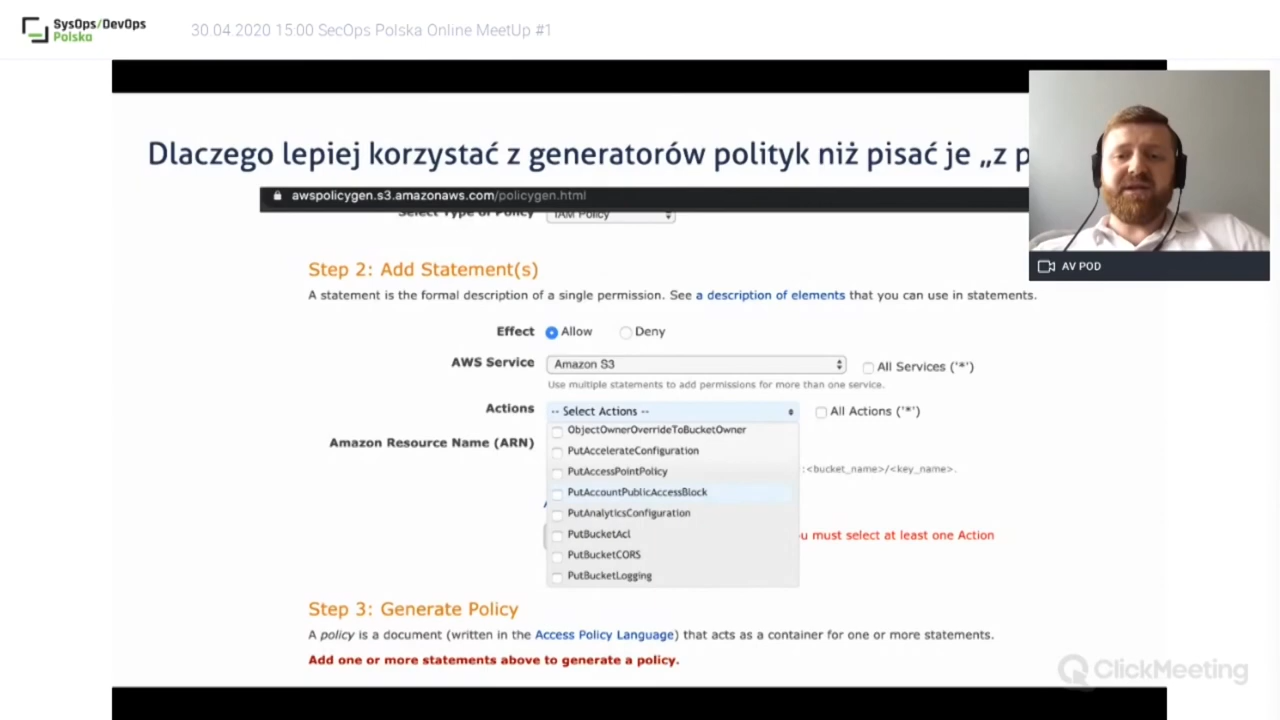 SysOps/DevOps
Polska
30.04.2020 15:00 SecOps Polska Online MeetUp #1
Dlaczego lepiej korzystać z generatorów polityk niż pisać je „z p
awspolicygen.s3.amazonaws.com/policygen.html
Select Type of Policy IAM Policy
AV POD
Step 2: Add Statement(s)
A statement is the formal description of a single permission. See a description of elements that you can use in statements.
Effect Allow Deny
AWS Service Amazon S3 All Services ('*')
Use multiple statements to add permissions for more than one service.
Actions -- Select Actions -- All Actions ('*')
ObjectOwnerOverrideToBucketOwner
Amazon Resource Name (ARN)
PutAccelerateConfiguration
PutAccessPointPolicy
:<bucket_name>/<key_name>.
PutAccountPublicAccessBlock
PutAnalyticsConfiguration
PutBucketAcl
u must select at least one Action
PutBucketCORS
PutBucketLogging
Step 3: Generate Policy
A policy is a document (written in the Access Policy Language) that acts as a container for one or more statements.
Add one or more statements above to generate a policy.
ClickMeeting